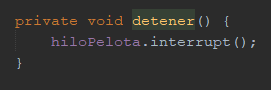 private void detener() {
hiloPelota.interrupt();
}